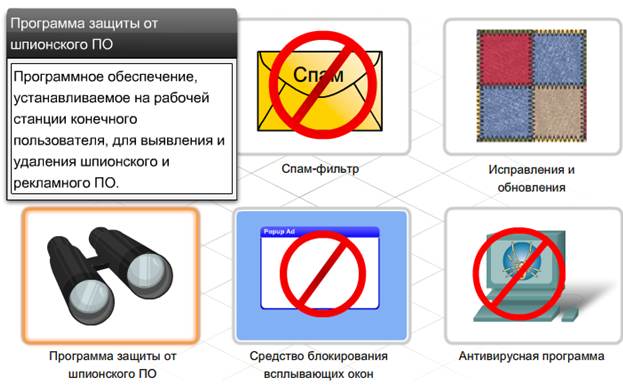 Программа защиты от
шпионского ПО
Программное обеспечение,
устанавливаемое на рабочей
станции конечного
пользователя, для выявления и
удаления шпионского и
рекламного ПО.
Спам
Спам-фильтр
Исправления и
обновления
Программа защиты от
шпионского ПО
Popup Ad
Средство блокирования
всплывающих окон
Антивирусная программа